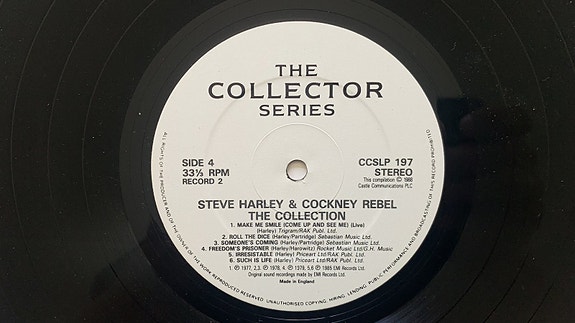 THE
COLLECTOR
SERIES
SIDE 4
33⅓ RPM
RECORD 2
CCSLP 197
STEREO
This compilation ℗ 1988
Castle Communications PLC
STEVE HARLEY & COCKNEY REBEL
THE COLLECTION
1. MAKE ME SMILE (COME UP AND SEE ME) (Live)
(Harley) Trigram/RAK Publ. Ltd.
2. ROLL THE DICE (Harley/Partridge) Sebastian Music Ltd.
3. SOMEONE'S COMING (Harley/Partridge) Sebastian Music Ltd.
4. FREEDOM'S PRISONER (Harley/Horowitz) Rocket Music Ltd/G.H. Music
5. IRRESISTABLE (Harley) Priceart Ltd/RAK Publ. Ltd.
6. SUCH IS LIFE (Harley) Priceart Ltd/RAK Publ. Ltd.
1 ℗ 1977, 2,3. ℗ 1978, 4. ℗ 1979, 5,6 ℗ 1985 EMI Records Ltd.
Original sound recordings made by EMI Records Ltd.
Made in England
ALL RIGHTS OF THE PRODUCER AND OF THE OWNER OF THE WORK REPRODUCED RESERVED. UNAUTHORISED COPYING, HIRING, LENDING, PUBLIC PERFORMANCE AND BROADCASTING OF THIS RECORD PROHIBITED